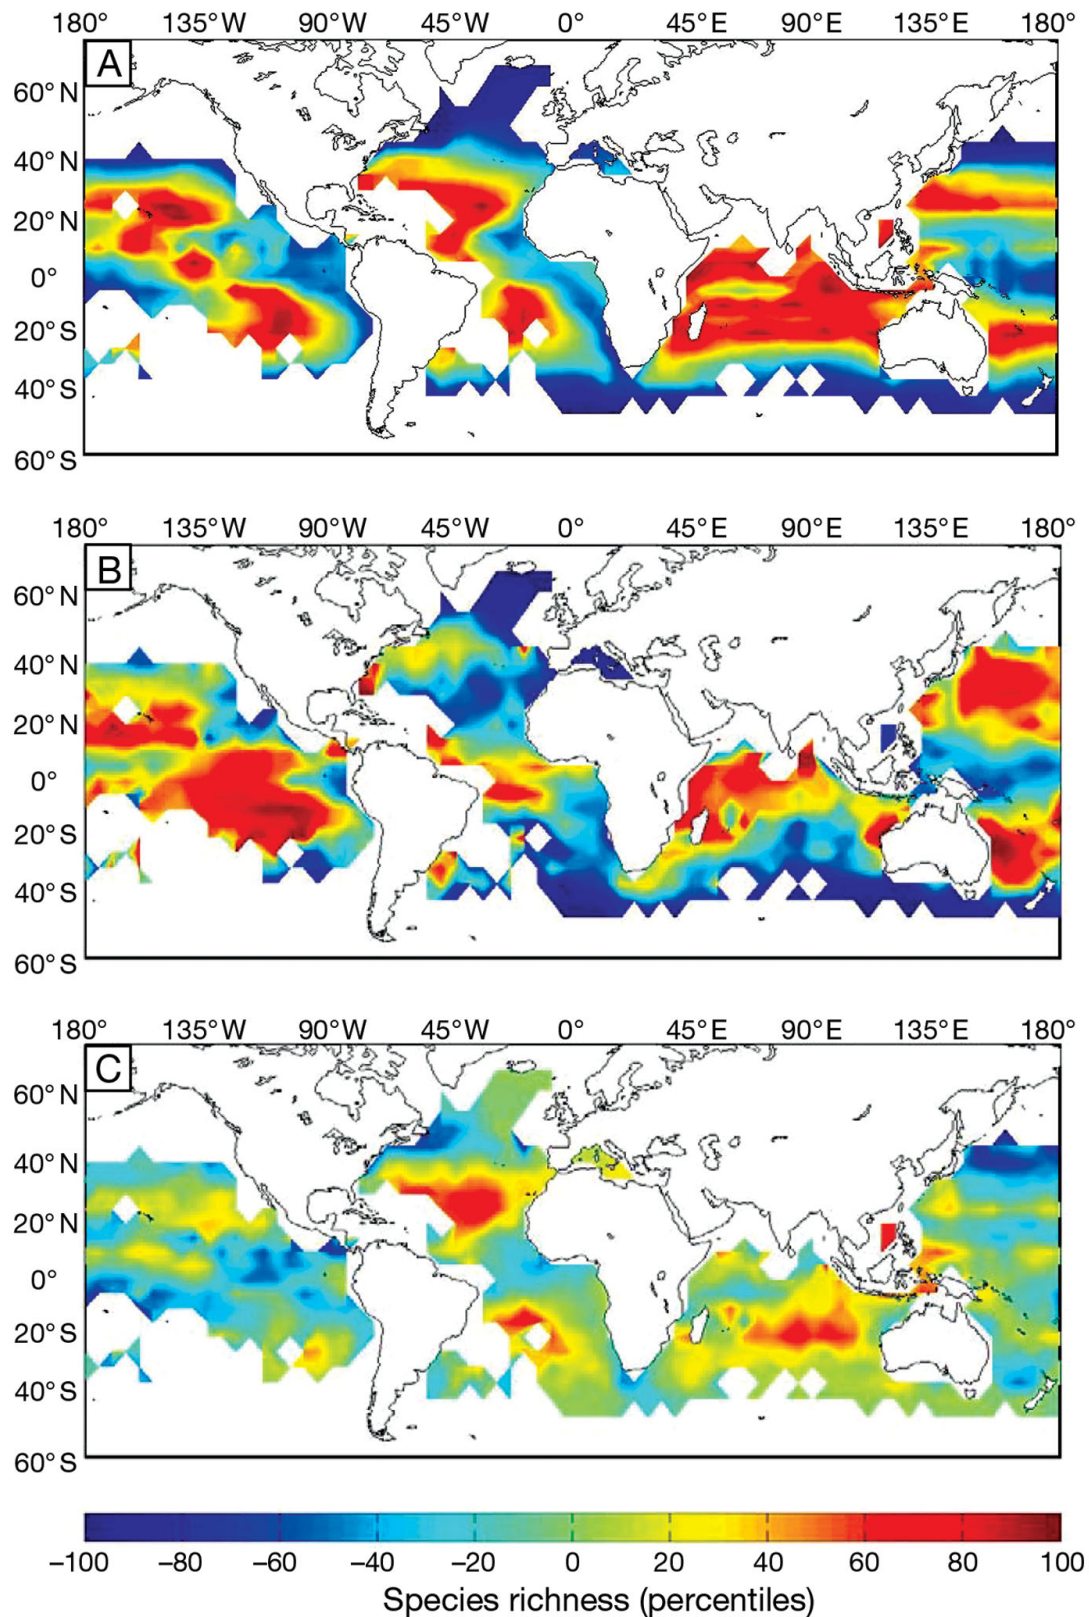 180° 135° W 90° W 45° W 0° 45° E 90° E 135° E 180°
A
60° N
40° N
20° N
0°
20° S
40° S
60° S
180° 135° W 90° W 45° W 0° 45° E 90° E 135° E 180°
B
60° N
40° N
20° N
0°
20° S
40° S
60° S
180° 135° W 90° W 45° W 0° 45° E 90° E 135° E 180°
C
60° N
40° N
20° N
0°
20° S
40° S
60° S
−100 −80 −60 −40 −20 0 20 40 60 80 100
Species richness (percentiles)